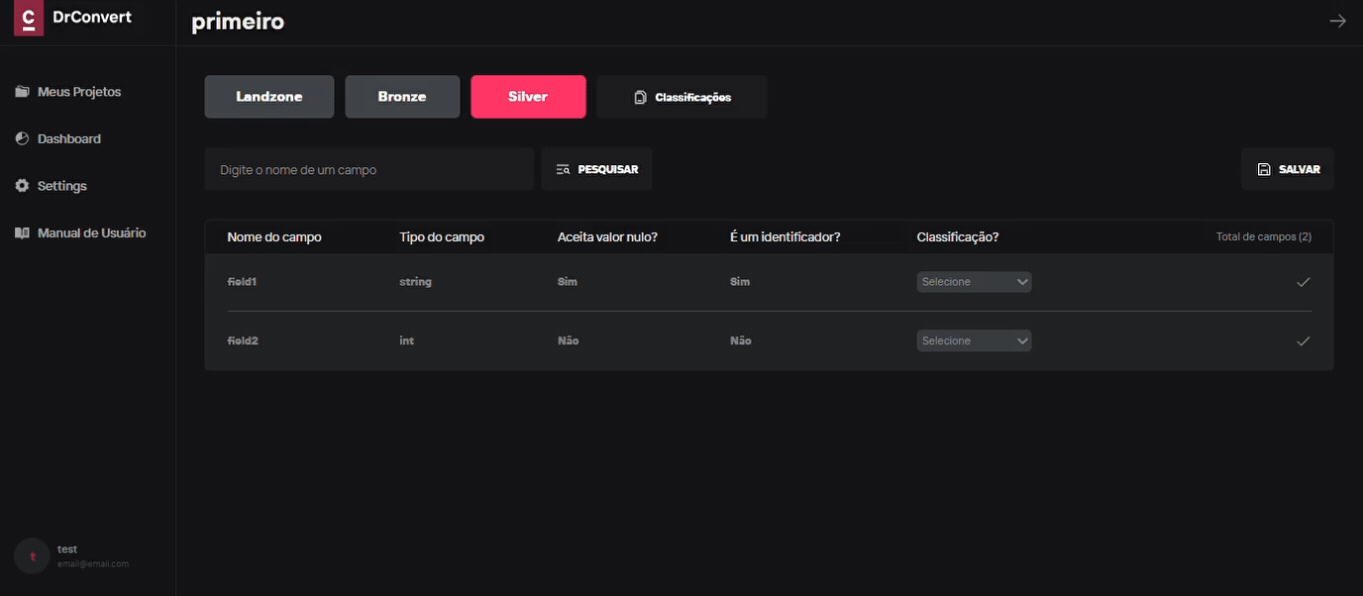 DrConvert
primeiro
Meus Projetos
Dashboard
Settings
Manual de Usuário
Landzone Bronze Silver Classificações
Digite o nome de um campo PESQUISAR SALVAR
Nome do campo Tipo do campo Aceita valor nulo? É um identificador? Classificação? Total de campos (2)
field1 string Sim Sim Selecione
field2 int Não Não Selecione
t test
email@email.com